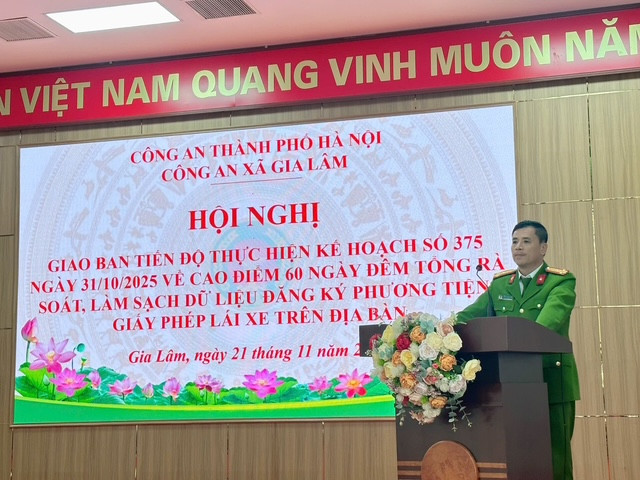 VIỆT NAM QUANG VINH MUÔN NĂM
CÔNG AN THÀNH PHỐ HÀ NỘI
CÔNG AN XÃ GIA LÂM
HỘI NGHỊ
GIAO BAN TIẾN ĐỘ THỰC HIỆN KẾ HOẠCH SỐ 375
NGÀY 31/10/2025 VỀ CAO ĐIỂM 60 NGÀY ĐÊM TỔNG RÀ
SOÁT, LÀM SẠCH DỮ LIỆU ĐĂNG KÝ PHƯƠNG TIỆN
GIẤY PHÉP LÁI XE TRÊN ĐỊA BÀN
Gia Lâm, ngày 21 tháng 11 năm 2